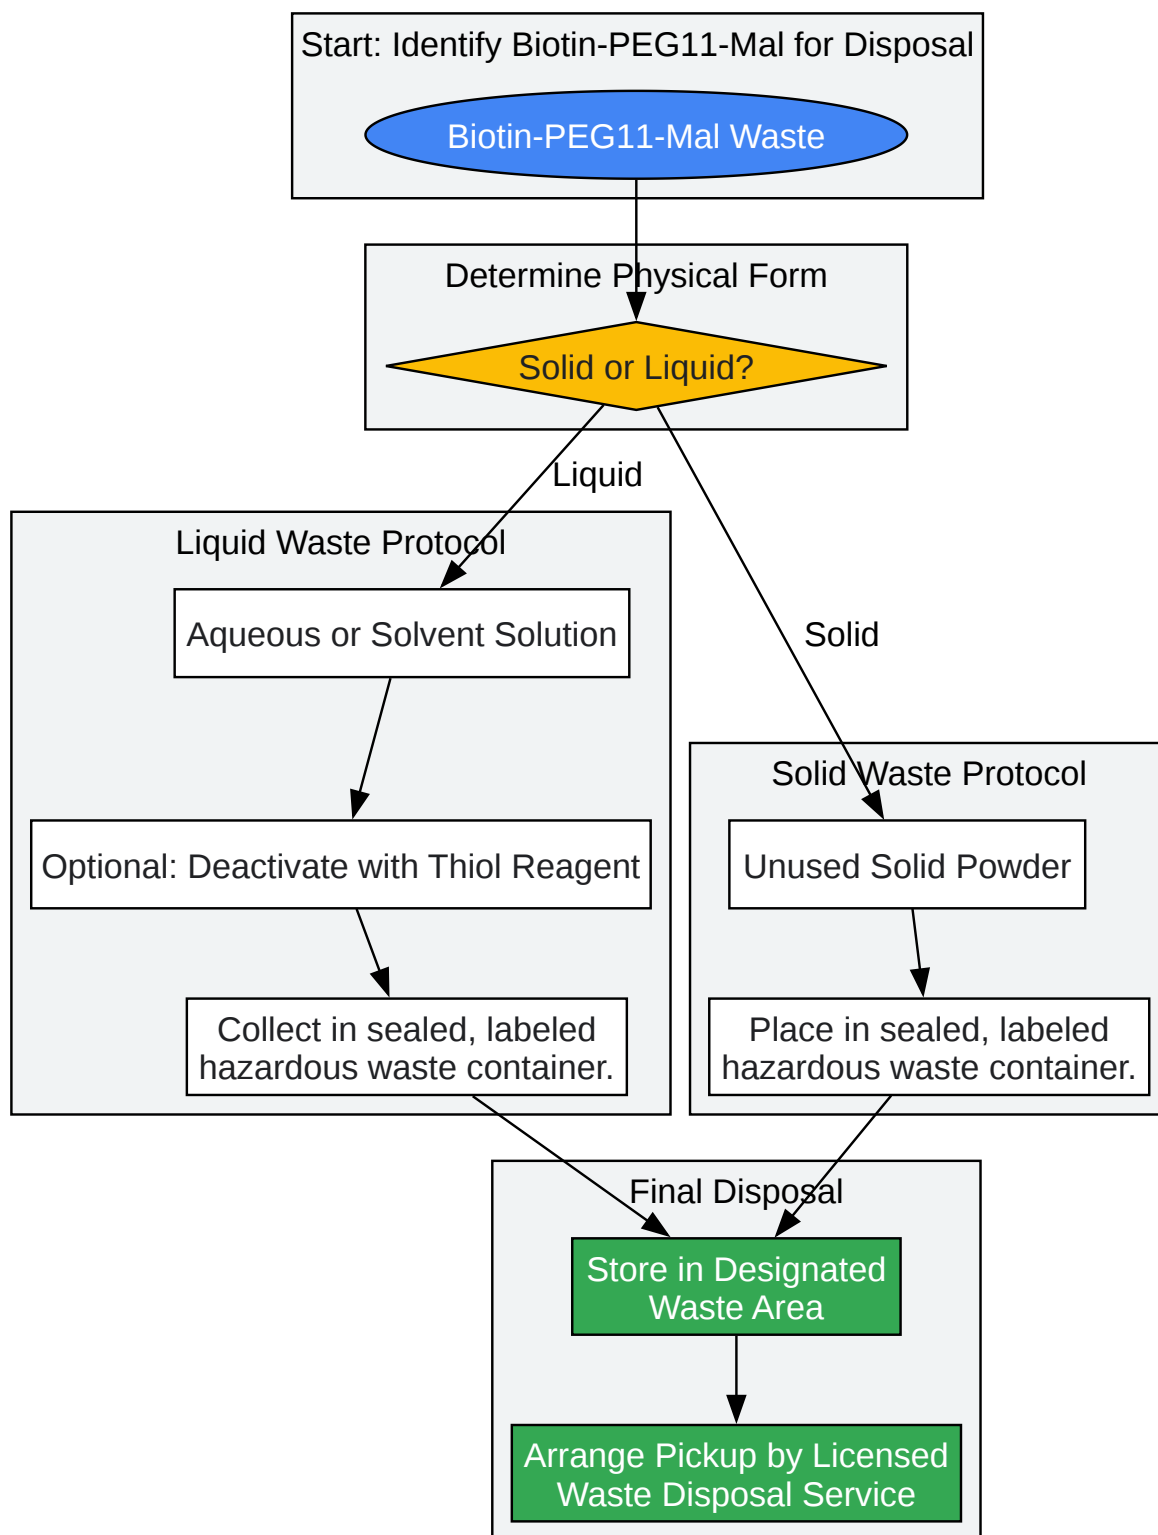 Start: Identify Biotin-PEG11-Mal for Disposal
Biotin-PEG11-Mal Waste
Determine Physical Form
Solid or Liquid?
Liquid
Liquid Waste Protocol
Aqueous or Solvent Solution
Optional: Deactivate with Thiol Reagent
Collect in sealed, labeled
hazardous waste container.
Solid
Solid Waste Protocol
Unused Solid Powder
Place in sealed, labeled
hazardous waste container.
Final Disposal
Store in Designated
Waste Area
Arrange Pickup by Licensed
Waste Disposal Service